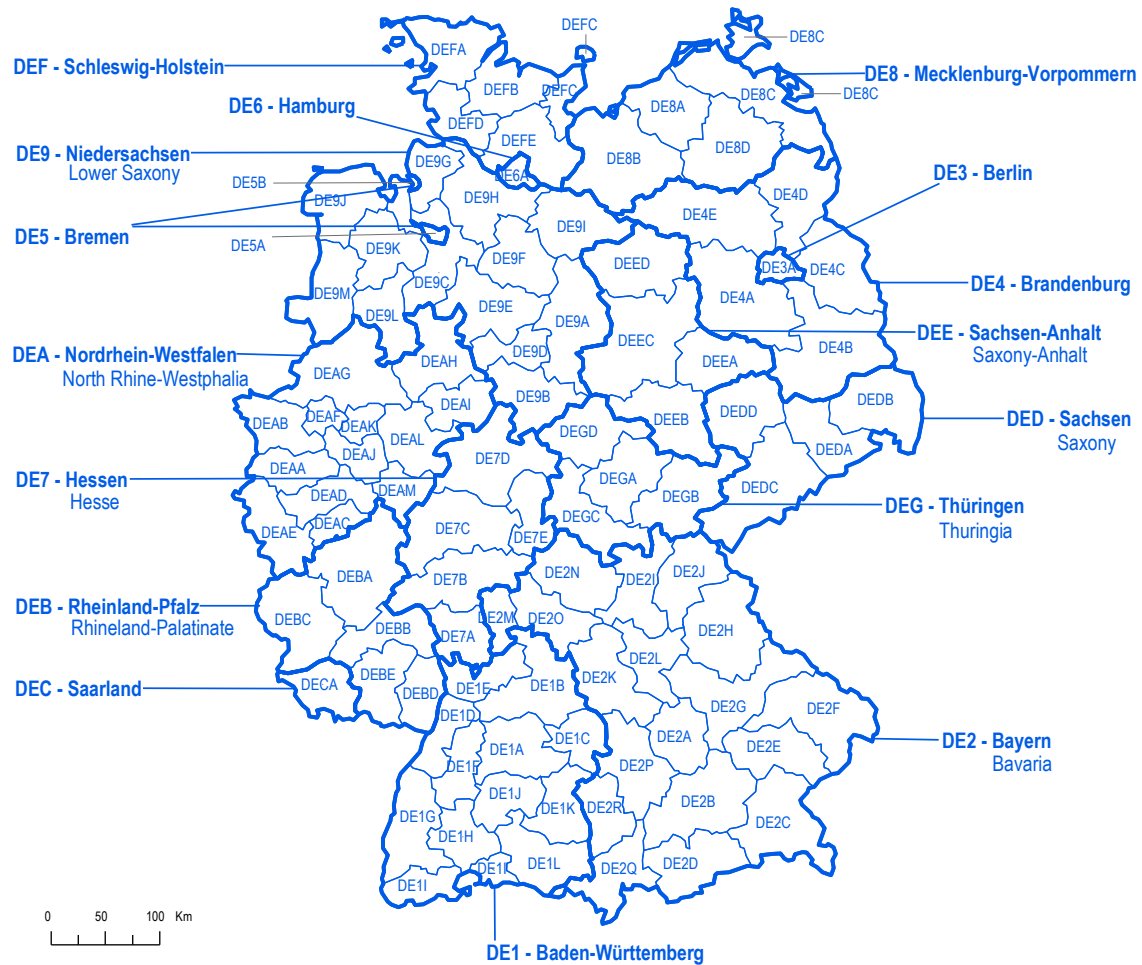 DEFC
DEFA
DE8C
DEF - Schleswig-Holstein
DE8 - Mecklenburg-Vorpommern
DEFB
DEFC
DE8C
DE8C
DE8A
DE6 - Hamburg
DEFD
DEFE
DE8B
DE8D
DE9 - Niedersachsen
Lower Saxony
DE9G
DE6A
DE3 - Berlin
DE5B
DE9J
DE9H
DE4D
DE4E
DE5 - Bremen
DE5A
DE9I
DE9K
DE9F
DEED
DE3A
DE4C
DE9C
DE9M
DE4A
DE4 - Brandenburg
DE9E
DE9L
DE9A
DEEC
DEE - Sachsen-Anhalt
Saxony-Anhalt
DE4B
DEA - Nordrhein-Westfalen
North Rhine-Westphalia
DEAH
DE9D
DEEA
DEAG
DE9B
DEAI
DEDB
DEAB
DEAF
DEAK
DEEB
DEDD
DED - Sachsen
Saxony
DEAL
DEGD
DEDA
DEAJ
DE7D
DEAA
DE7 - Hessen
Hesse
DEGA
DEAM
DEAD
DEGB
DEDC
DEG - Thüringen
Thuringia
DEAC
DEAE
DEGC
DE7C
DE7E
DEBA
DE7B
DE2N
DE2I
DE2J
DEB - Rheinland-Pfalz
Rhineland-Palatinate
DEBC
DE2M
DE2O
DEBB
DE7A
DE2H
DE2L
DEBE
DE2K
DEC - Saarland
DECA
DEBD
DE1E
DE1B
DE2G
DE2F
DE1D
DE1C
DE2A
DE2 - Bayern
Bavaria
DE1A
DE2E
DE1F
DE2P
DE1J
DE1K
DE2R
DE2B
DE1G
DE2C
DE1H
DE1L
DE2D
DE1I
DE2Q
DE1I
0 50 100 Km
DE1 - Baden-Württemberg